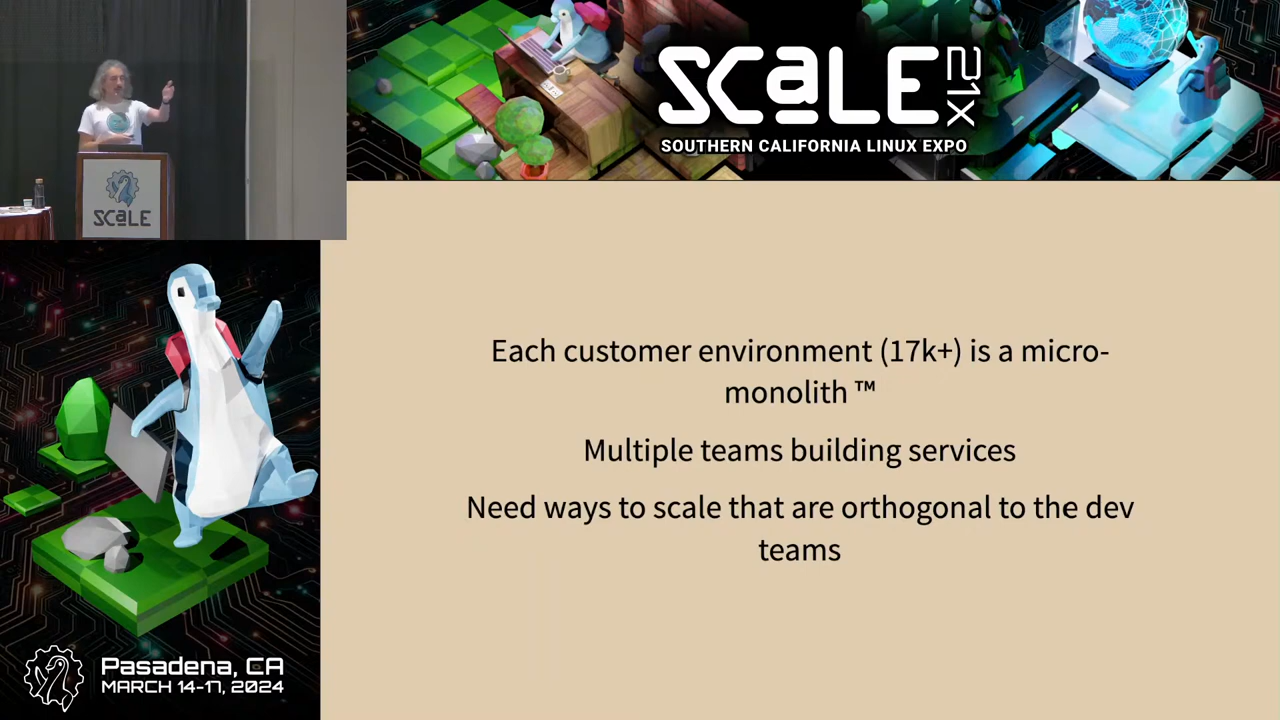 SCaLE
21x
SOUTHERN CALIFORNIA LINUX EXPO
SCaLE
Each customer environment (17k+) is a micro-
monolith ™
Multiple teams building services
Need ways to scale that are orthogonal to the dev
teams
Pasadena, CA
MARCH 14-17, 2024